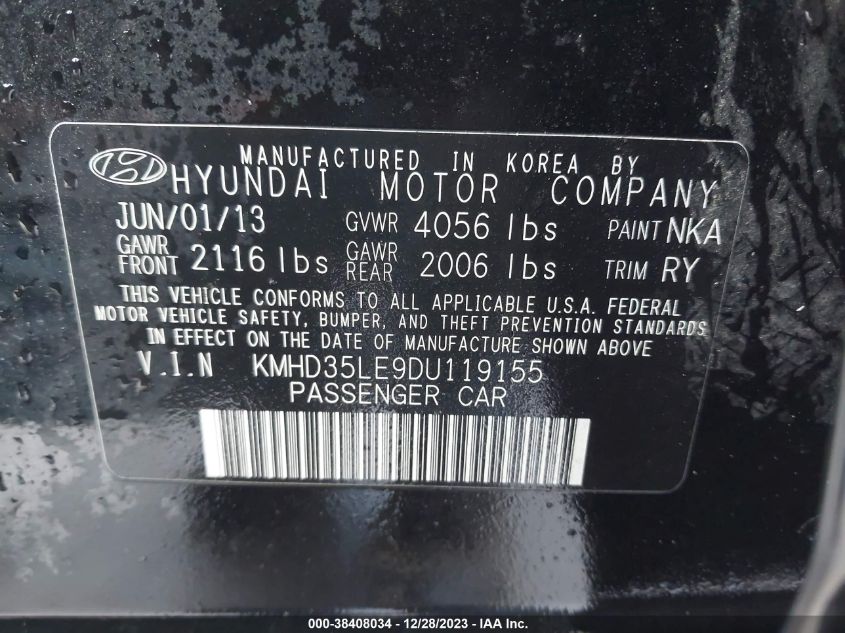 MANUFACTURED IN KOREA BY
HYUNDAI MOTOR COMPANY
JUN/01/13 GVWR 4056 lbs PAINT NKA
GAWR FRONT 2116 lbs GAWR REAR 2006 lbs TRIM RY
THIS VEHICLE CONFORMS TO ALL APPLICABLE U.S.A. FEDERAL
MOTOR VEHICLE SAFETY, BUMPER, AND THEFT PREVENTION STANDARDS
IN EFFECT ON THE DATE OF MANUFACTURE SHOWN ABOVE
V.I.N KMHD35LE9DU119155
PASSENGER CAR
000-38408034 - 12/28/2023 - IAA Inc.